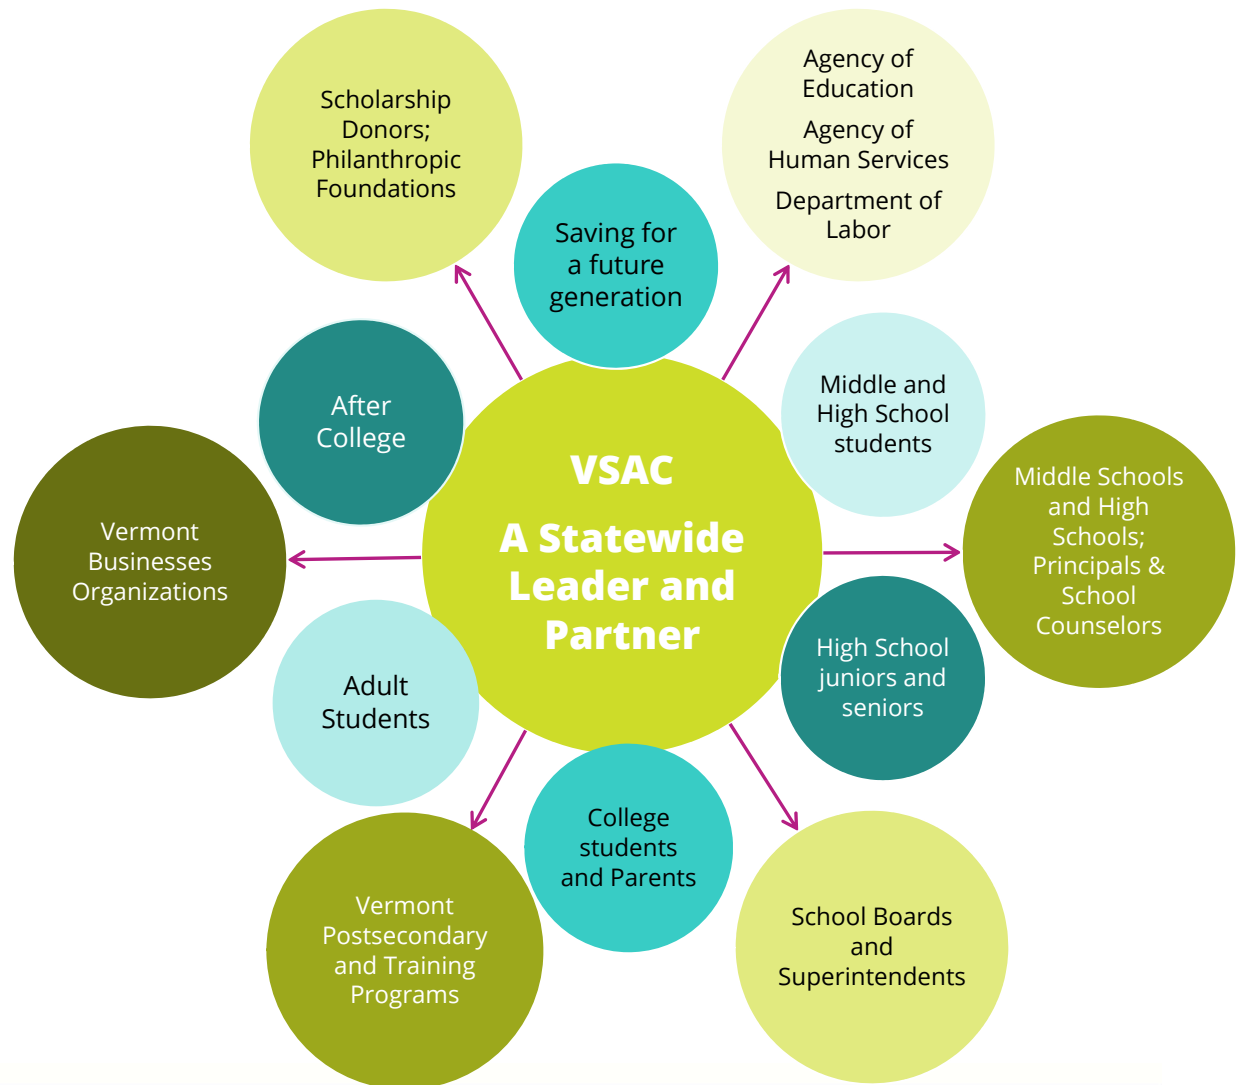 Scholarship
Donors;
Philanthropic
Foundations
Agency of
Education
Agency of
Human Services
Department of
Labor
Saving for
a future
generation
After
College
Middle and
High School
students
VSAC
A Statewide
Leader and
Partner
Vermont
Businesses
Organizations
Middle Schools
and High
Schools;
Principals &
School
Counselors
Adult
Students
High School
juniors and
seniors
College
students
and Parents
Vermont
Postsecondary
and Training
Programs
School Boards
and
Superintendents